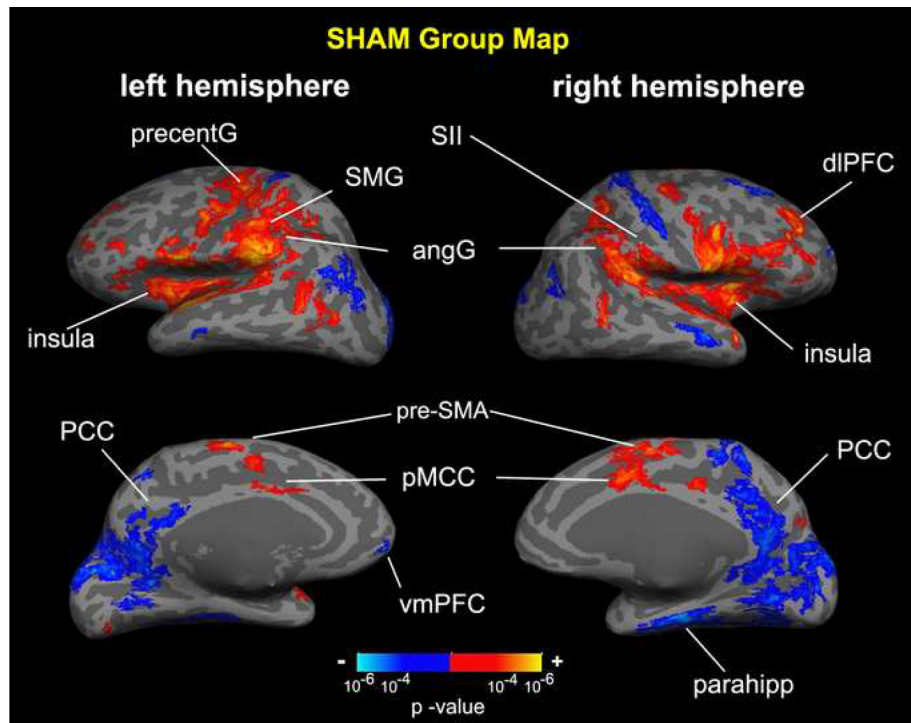 SHAM Group Map
left hemisphere
right hemisphere
precentG
SII
SMG
dlPFC
angG
insula
insula
pre-SMA
PCC
PCC
pMCC
vmPFC
- +
10-6 10-4 10-4 10-6
p -value
parahipp